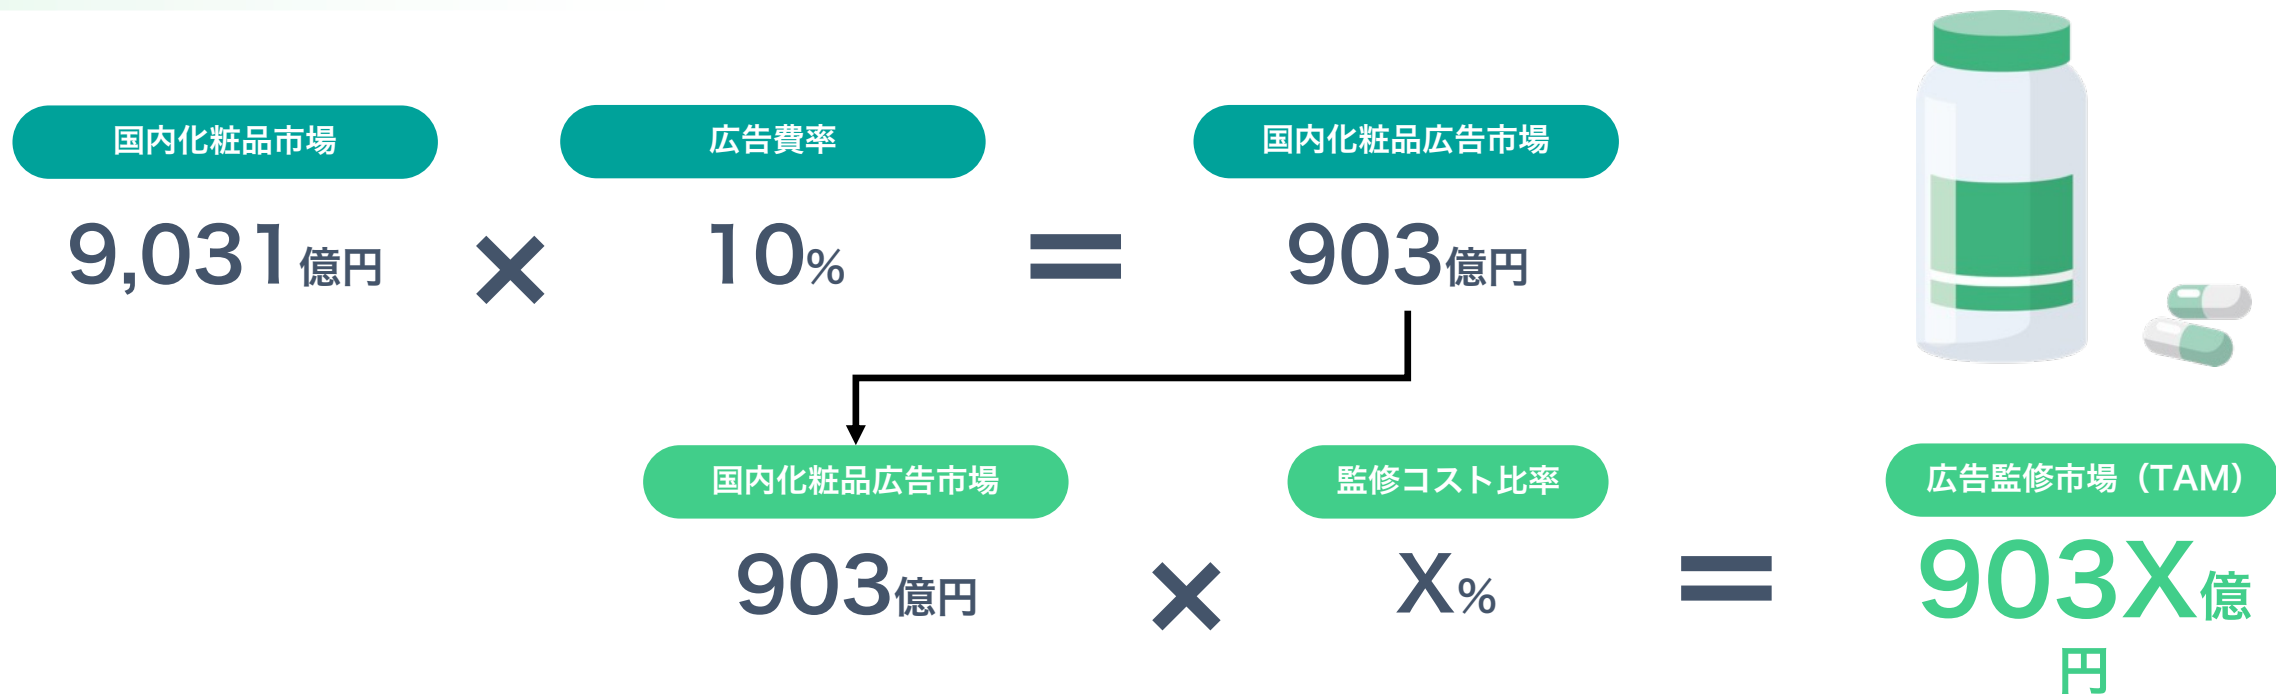 国内化粧品市場
広告費率
国内化粧品広告市場
9,031億円
×
10%
=
903億円
国内化粧品広告市場
監修コスト比率
広告監修市場（TAM）
903億円
×
X%
=
903X億
円